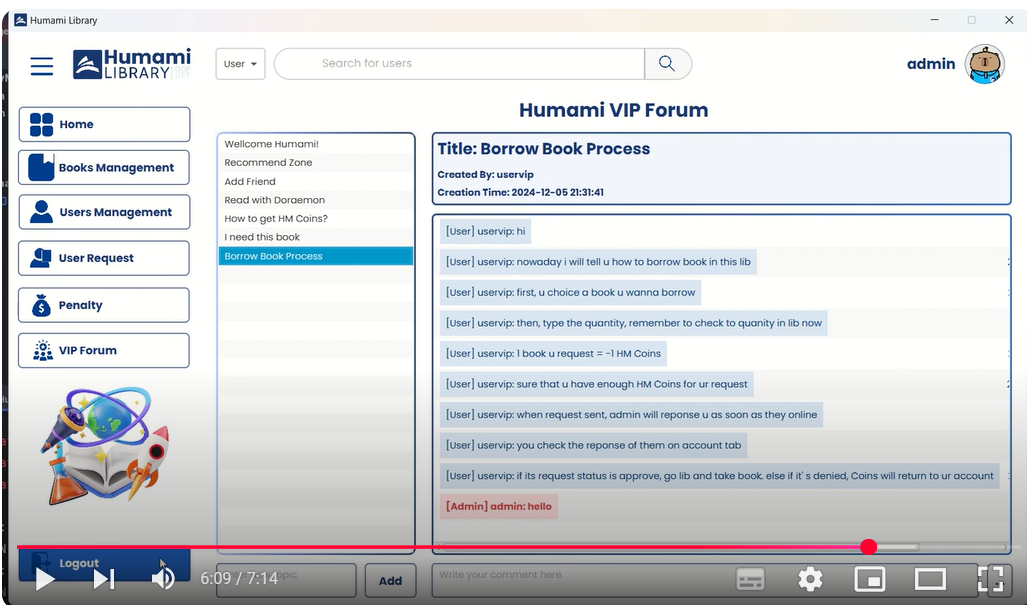 Humami Library
Humami
LIBRARY
User
Search for users
admin
Humami VIP Forum
Home
Books Management
Users Management
User Request
Penalty
VIP Forum
Logout
Wellcome Humami!
Recommend Zone
Add Friend
Read with Doraemon
How to get HM Coins?
I need this book
Borrow Book Process
Title: Borrow Book Process
Created By: uservip
Creation Time: 2024-12-05 21:31:41
[User] uservip: hi
[User] uservip: nowaday i will tell u how to borrow book in this lib
[User] uservip: first, u choice a book u wanna borrow
[User] uservip: then, type the quantity, remember to check to quanity in lib now
[User] uservip: 1 book u request = -1 HM Coins
[User] uservip: sure that u have enough HM Coins for ur request
[User] uservip: when request sent, admin will reponse u as soon as they online
[User] uservip: you check the reponse of them on account tab
[User] uservip: if its request status is approve, go lib and take book. else if it's denied, Coins will return to ur account
[Admin] admin: hello
topic
Add
Write your comment here
6:09 / 7:14